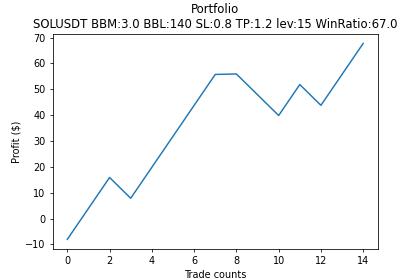 Portfolio
SOLUSDT BBM:3.0 BBL:140 SL:0.8 TP:1.2 lev:15 WinRatio:67.0
70
60
50
40
30
20
10
0
−10
Profit ($)
0 2 4 6 8 10 12 14
Trade counts